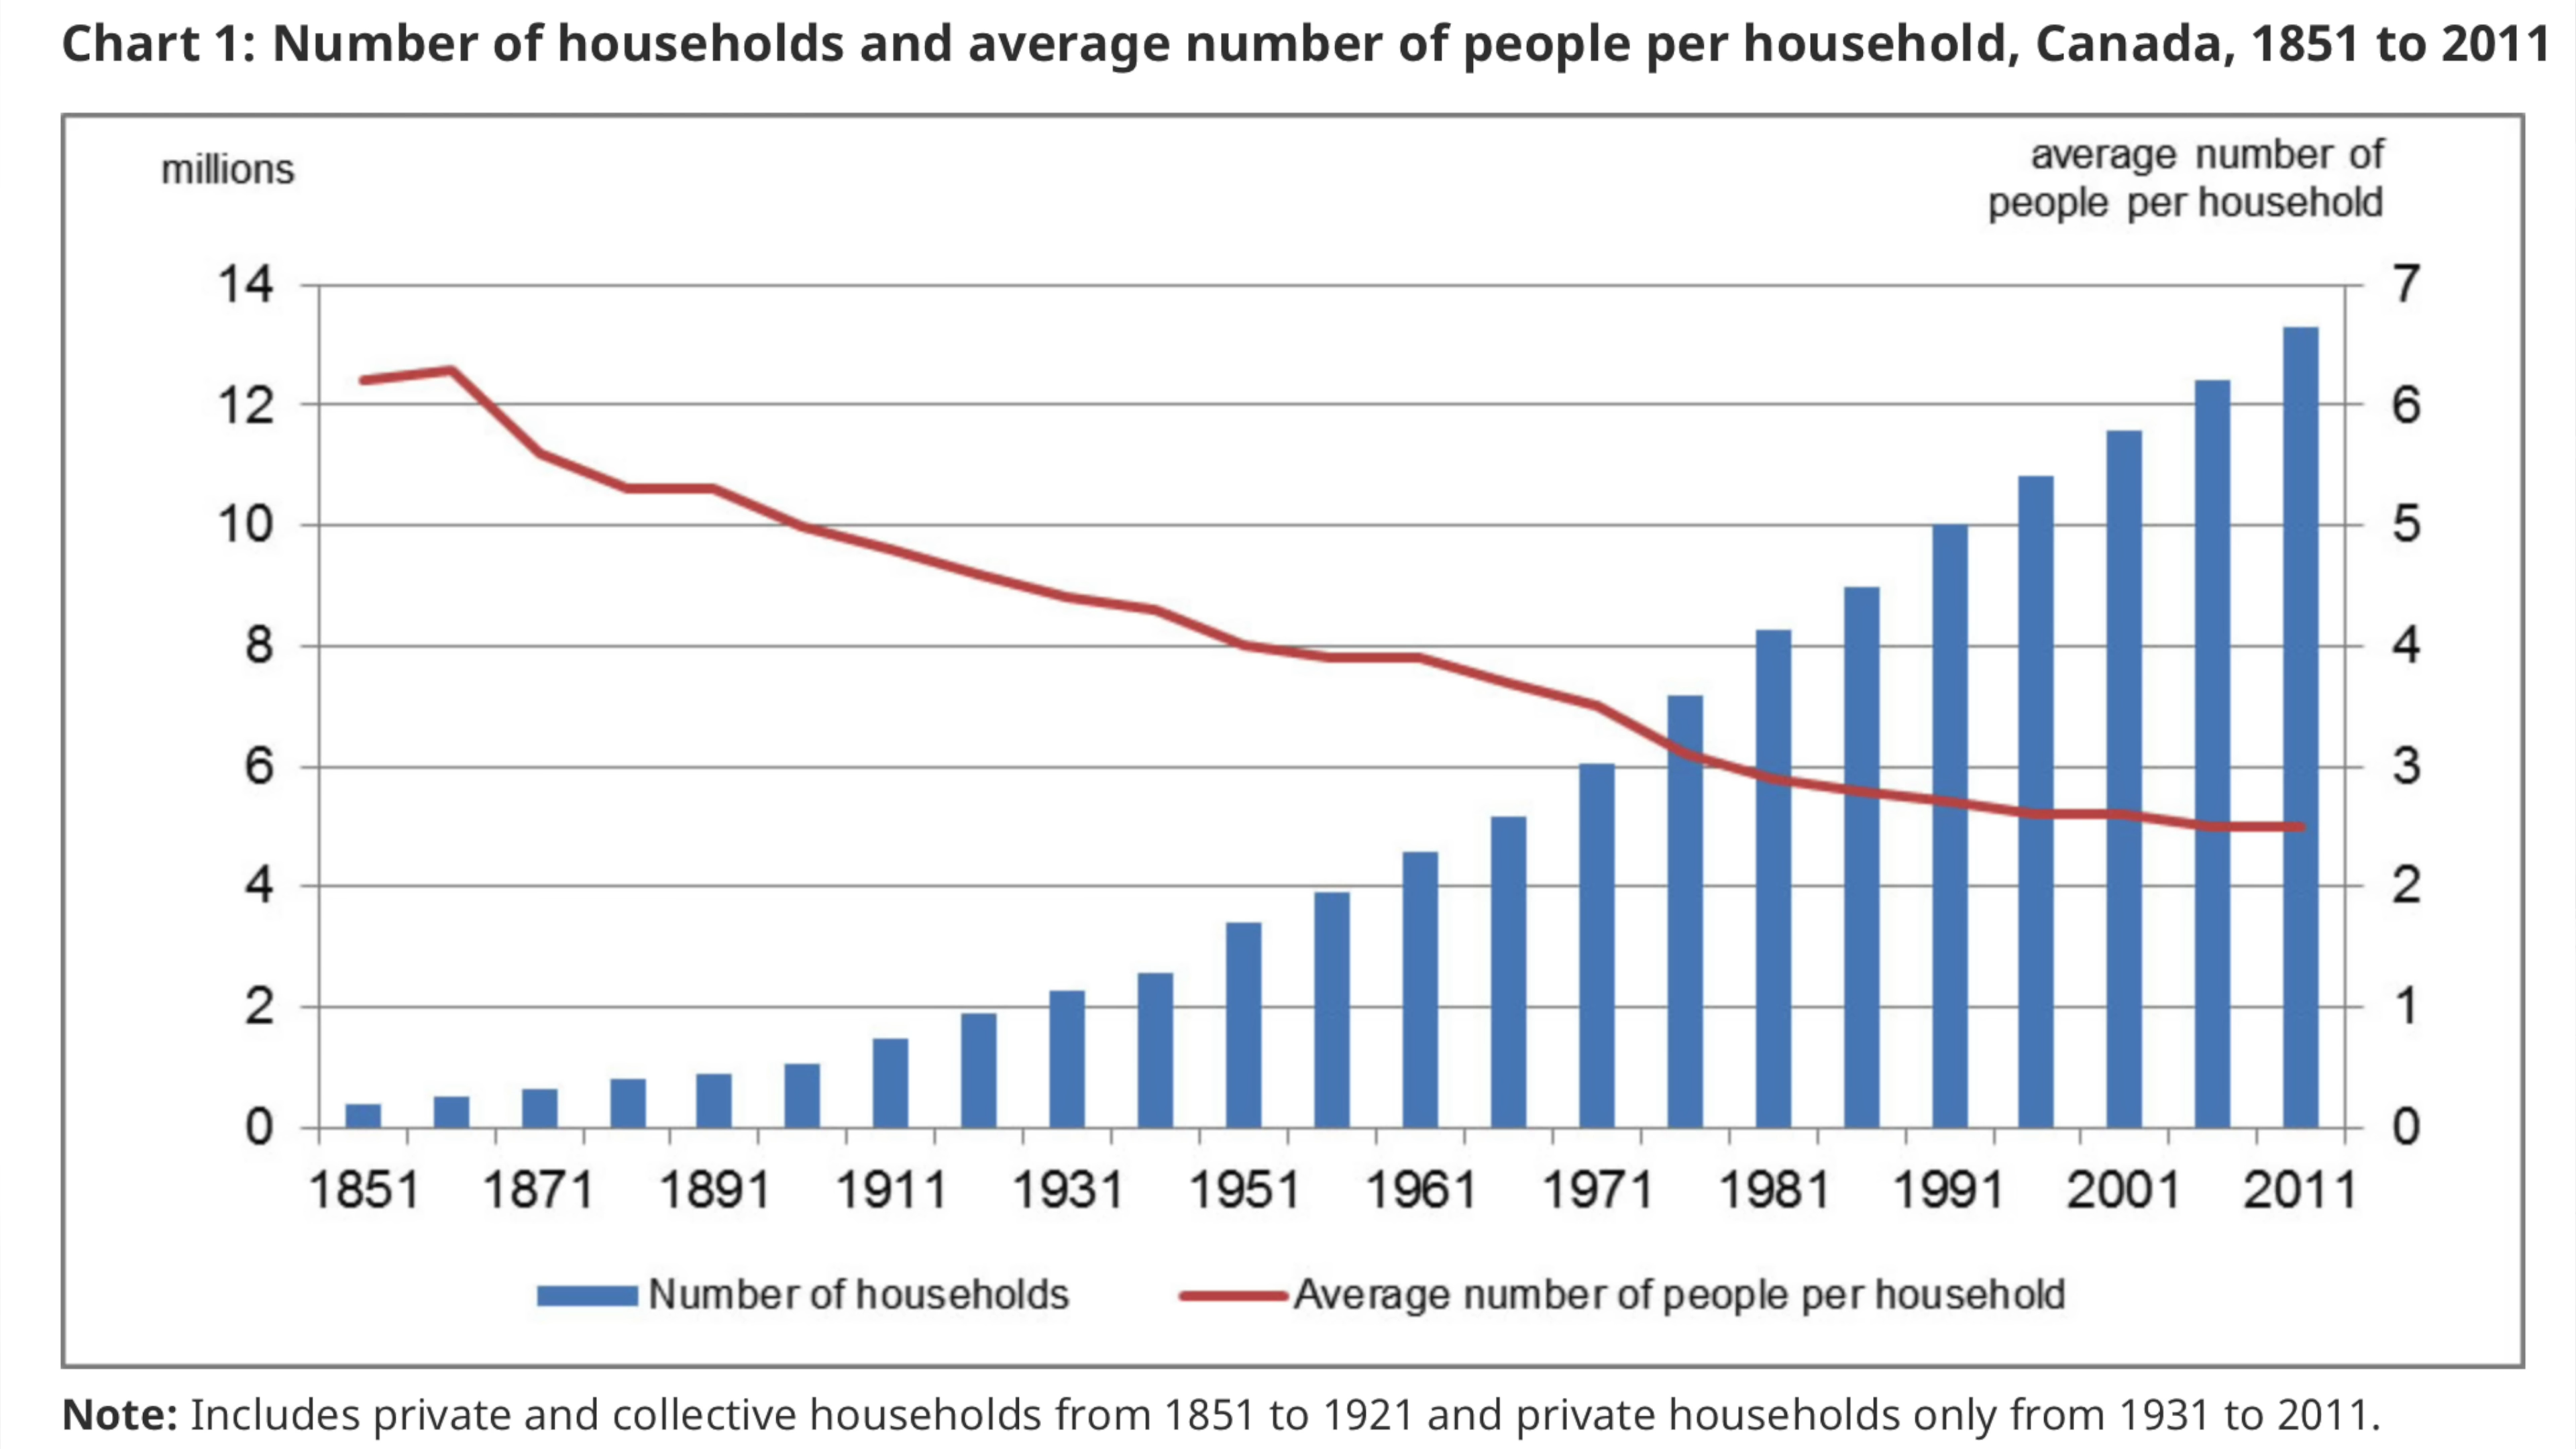 Chart 1: Number of households and average number of people per household, Canada, 1851 to 2011
millions
average number of
people per household
14
7
12
6
10
5
8
4
6
3
4
2
2
1
0
0
1851 1871 1891 1911 1931 1951 1961 1971 1981 1991 2001 2011
Number of households Average number of people per household
Note: Includes private and collective households from 1851 to 1921 and private households only from 1931 to 2011.